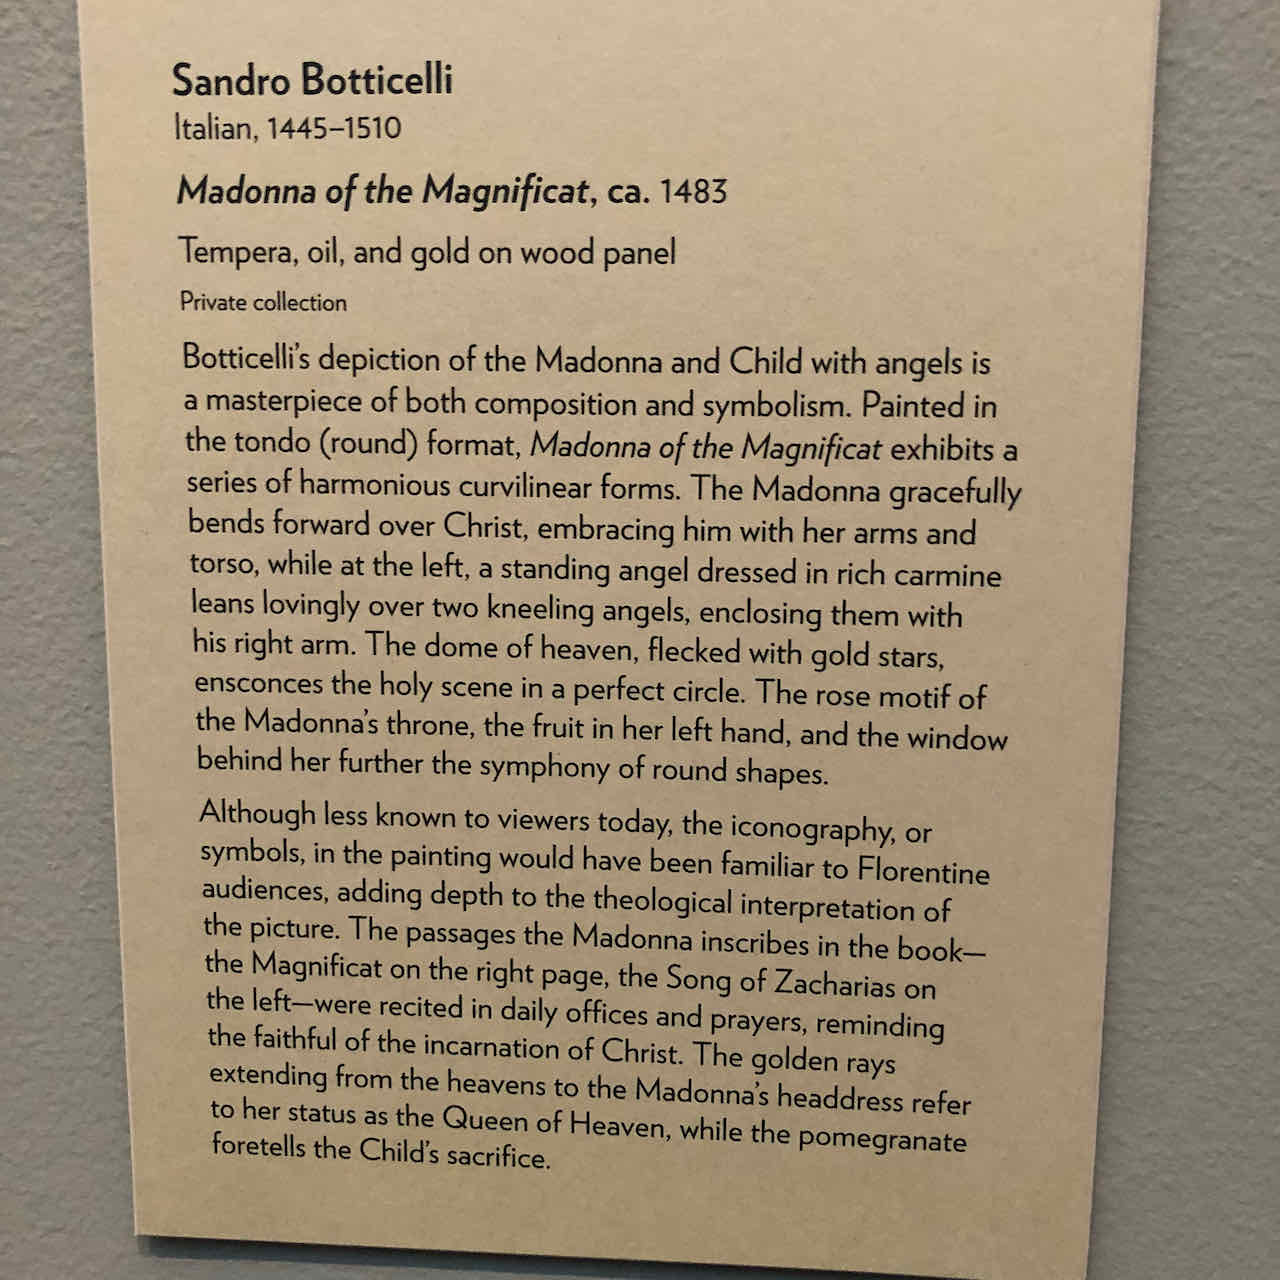 Sandro Botticelli
Italian, 1445–1510
Madonna of the Magnificat, ca. 1483
Tempera, oil, and gold on wood panel
Private collection
Botticelli’s depiction of the Madonna and Child with angels is
a masterpiece of both composition and symbolism. Painted in
the tondo (round) format, Madonna of the Magnificat exhibits a
series of harmonious curvilinear forms. The Madonna gracefully
bends forward over Christ, embracing him with her arms and
torso, while at the left, a standing angel dressed in rich carmine
leans lovingly over two kneeling angels, enclosing them with
his right arm. The dome of heaven, flecked with gold stars,
ensconces the holy scene in a perfect circle. The rose motif of
the Madonna’s throne, the fruit in her left hand, and the window
behind her further the symphony of round shapes.
Although less known to viewers today, the iconography, or
symbols, in the painting would have been familiar to Florentine
audiences, adding depth to the theological interpretation of
the picture. The passages the Madonna inscribes in the book—
the Magnificat on the right page, the Song of Zacharias on
the left—were recited in daily offices and prayers, reminding
the faithful of the incarnation of Christ. The golden rays
extending from the heavens to the Madonna’s headdress refer
to her status as the Queen of Heaven, while the pomegranate
foretells the Child’s sacrifice.